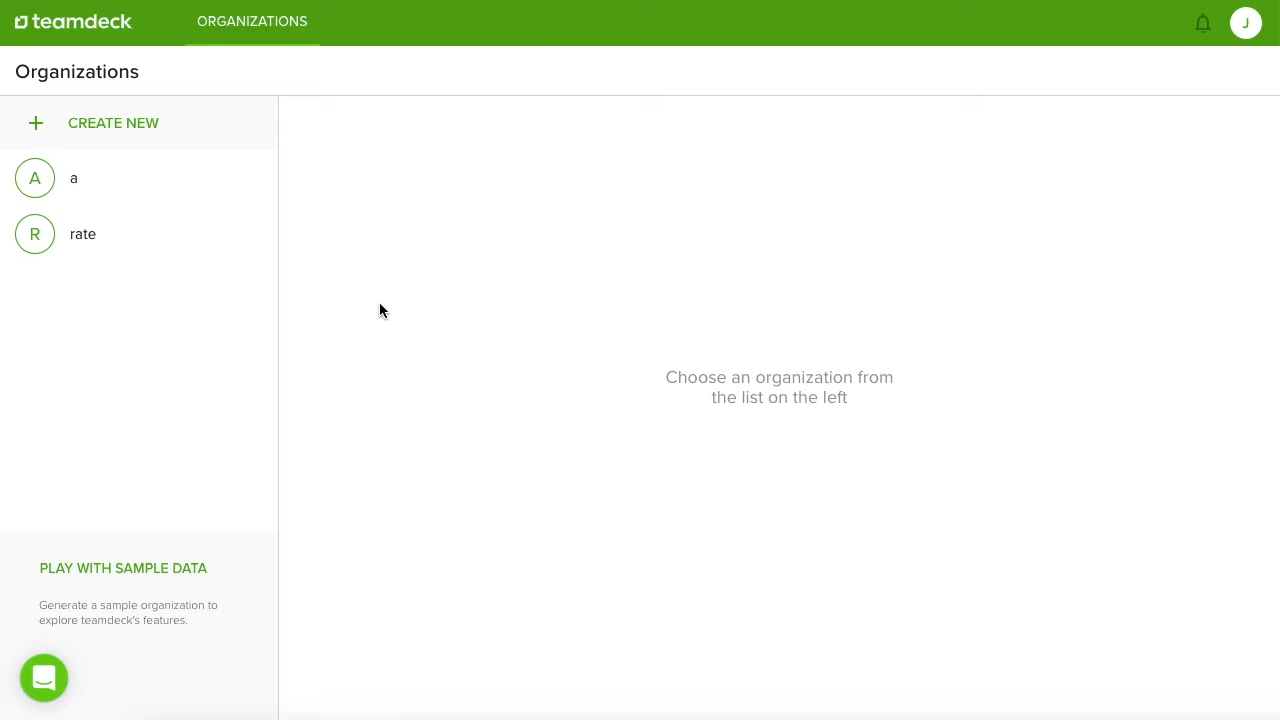 teamdeck
ORGANIZATIONS
J
Organizations
CREATE NEW
A
a
R
rate
Choose an organization from
the list on the left
PLAY WITH SAMPLE DATA
Generate a sample organization to
explore teamdeck's features.